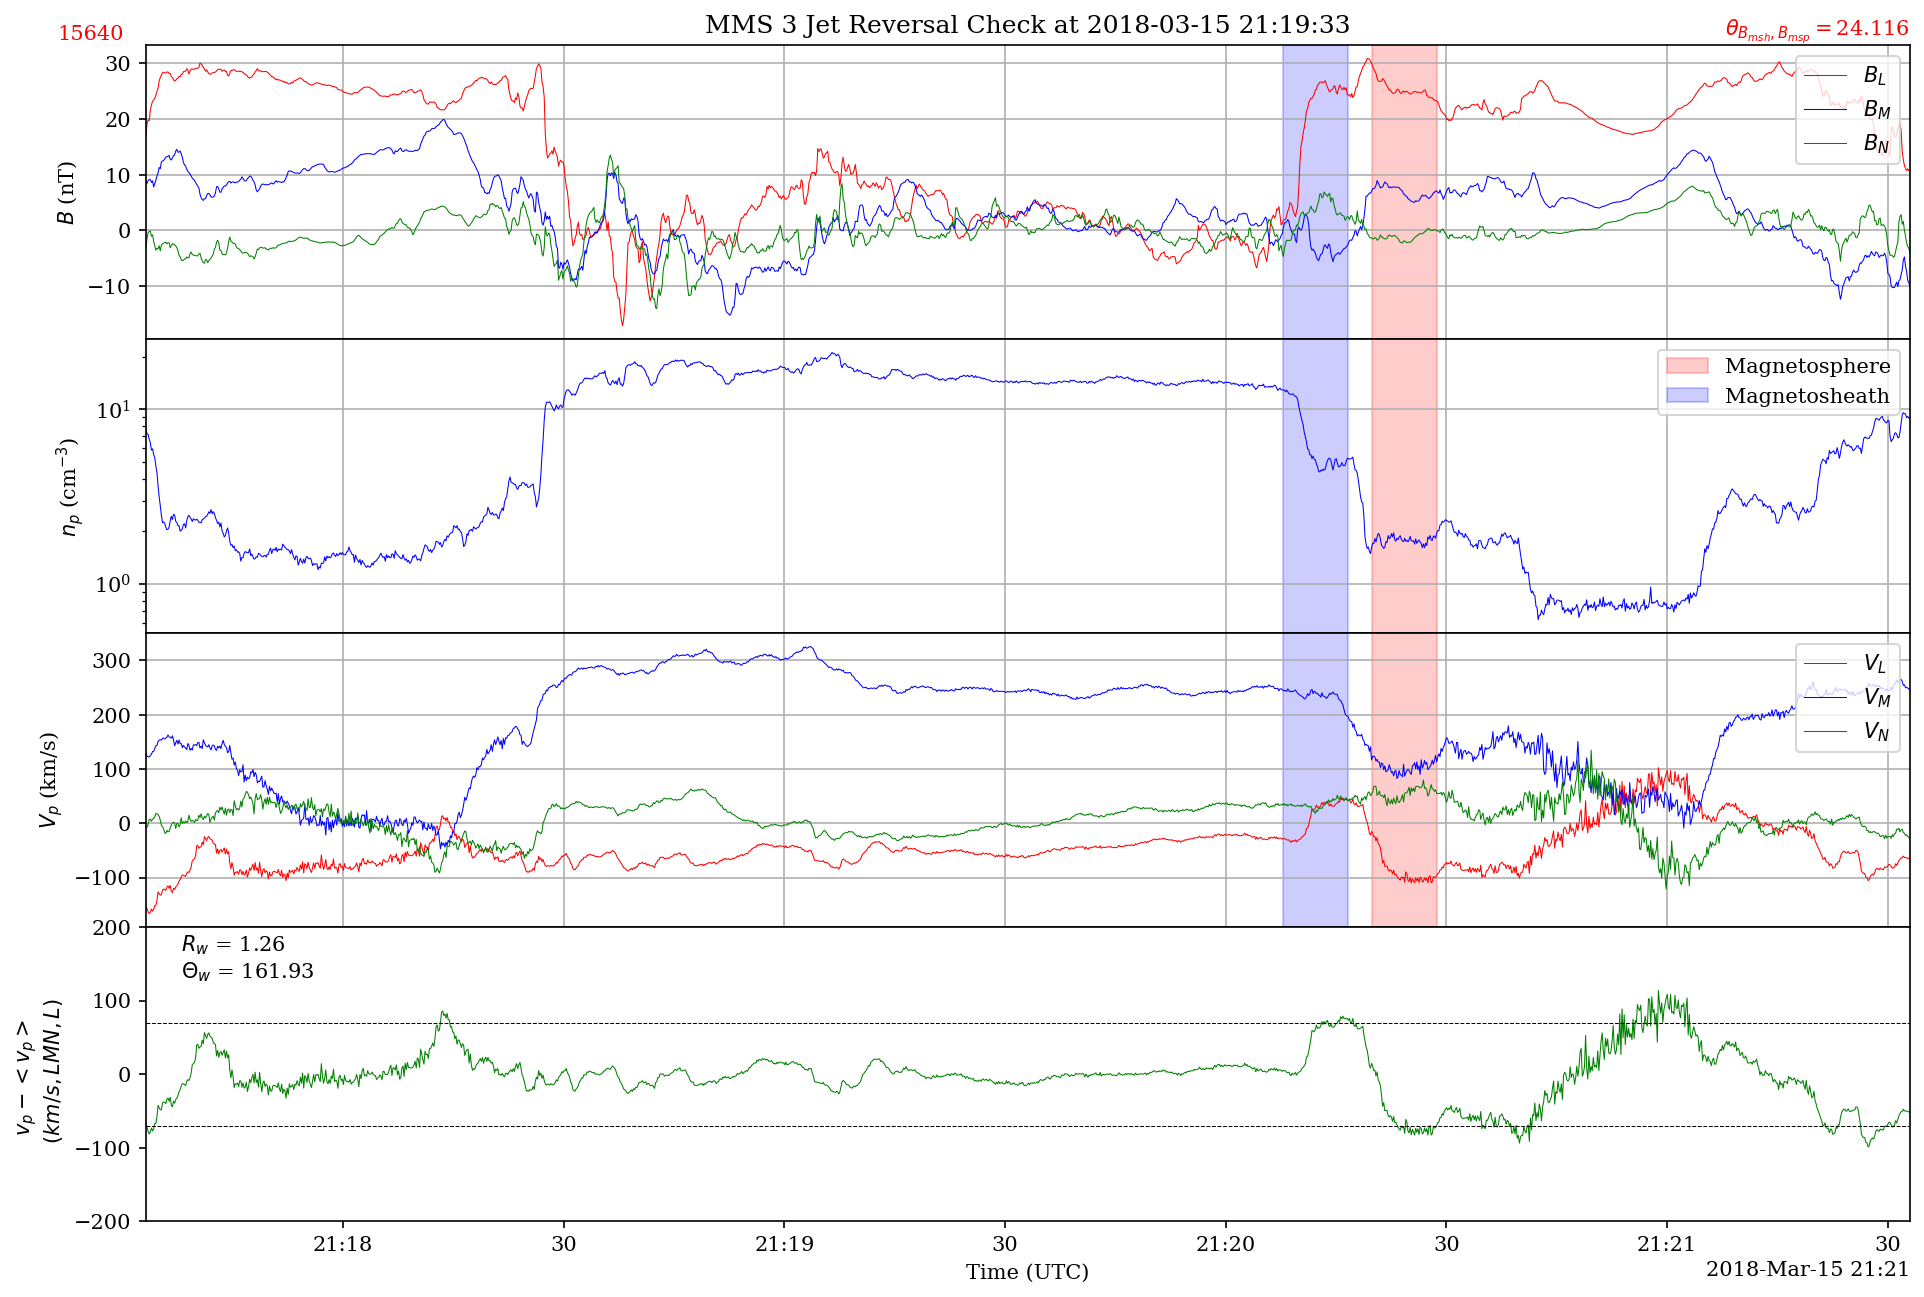 MMS 3 Jet Reversal Check at 2018-03-15 21:19:33
15640
θ_{B_{msh}, B_{msp}} = 24.116
30
20
10
0
−10
B (nT)
B_L
B_M
B_N
10^1
10^0
n_p (cm^{−3})
Magnetosphere
Magnetosheath
300
200
100
0
−100
V_p (km/s)
V_L
V_M
V_N
200
100
0
−100
−200
v_p − < v_p >
(km/s, LMN, L)
R_w = 1.26
Θ_w = 161.93
21:18
30
21:19
30
21:20
30
21:21
30
Time (UTC)
2018-Mar-15 21:21